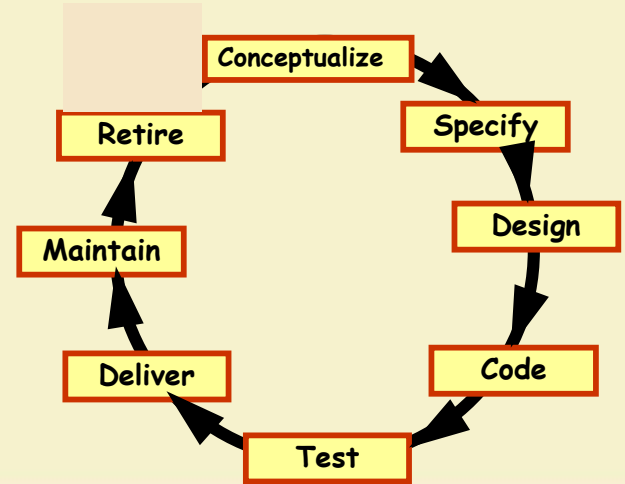 Conceptualize
Specify
Design
Code
Test
Deliver
Maintain
Retire